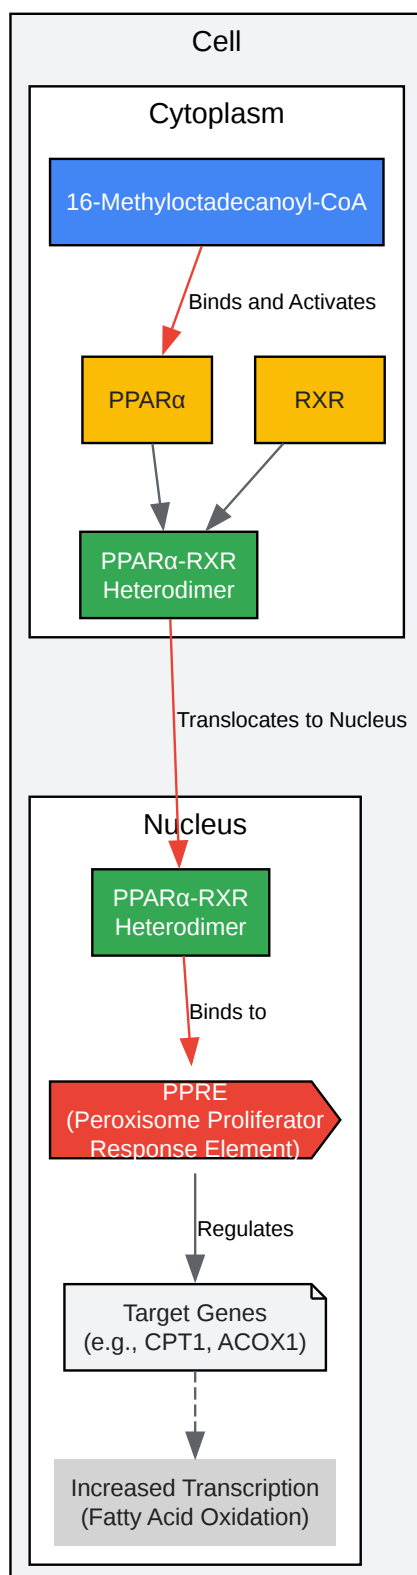 Cell
Cytoplasm
16-Methyloctadecanoyl-CoA
Binds and Activates
PPARα
RXR
PPARα-RXR
Heterodimer
Translocates to Nucleus
Nucleus
PPARα-RXR
Heterodimer
Binds to
PPRE
(Peroxisome Proliferator
Response Element)
Regulates
Target Genes
(e.g., CPT1, ACOX1)
Increased Transcription
(Fatty Acid Oxidation)